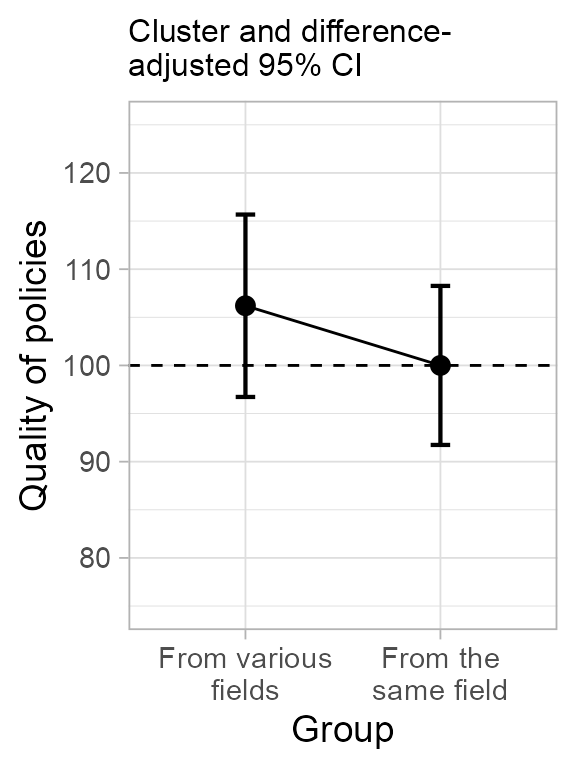 Cluster and difference-
adjusted 95% CI
120
110
100
90
80
Quality of policies
From various
fields
From the
same field
Group